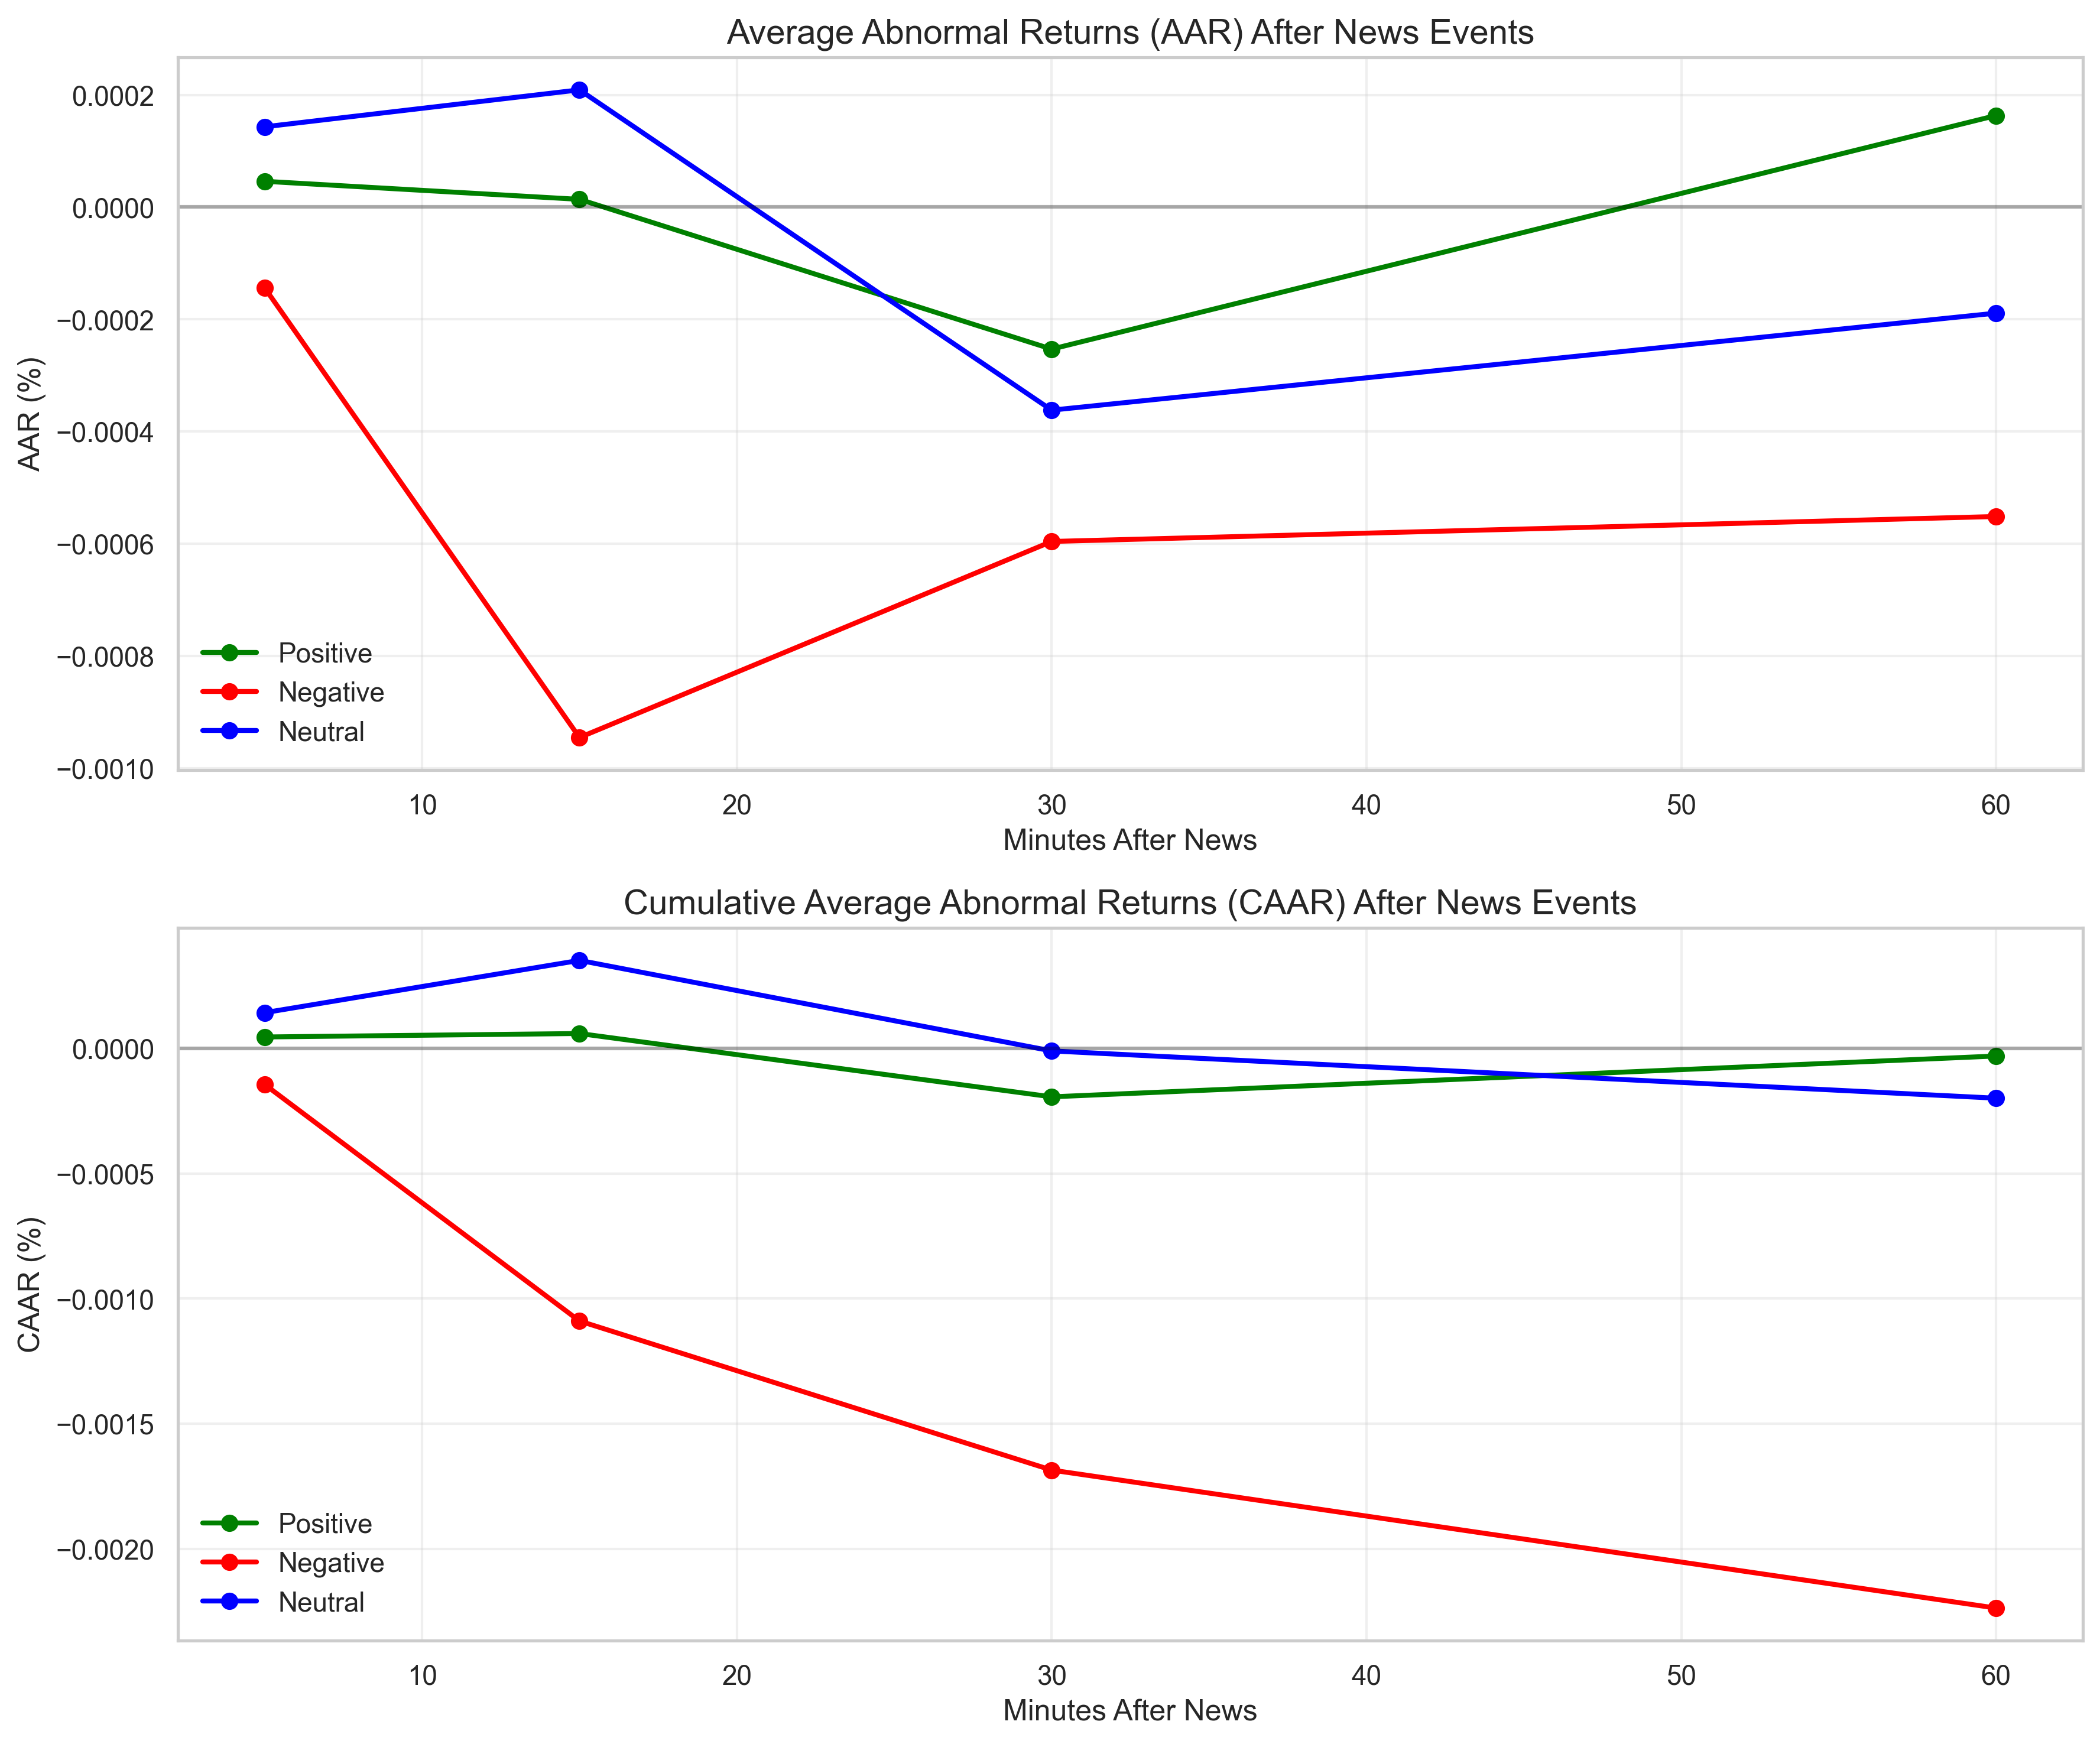 Average Abnormal Returns (AAR) After News Events
AAR (%)
0.0002
0.0000
−0.0002
−0.0004
−0.0006
−0.0008
−0.0010
Positive
Negative
Neutral
10 20 30 40 50 60
Minutes After News
Cumulative Average Abnormal Returns (CAAR) After News Events
CAAR (%)
0.0000
−0.0005
−0.0010
−0.0015
−0.0020
Positive
Negative
Neutral
10 20 30 40 50 60
Minutes After News